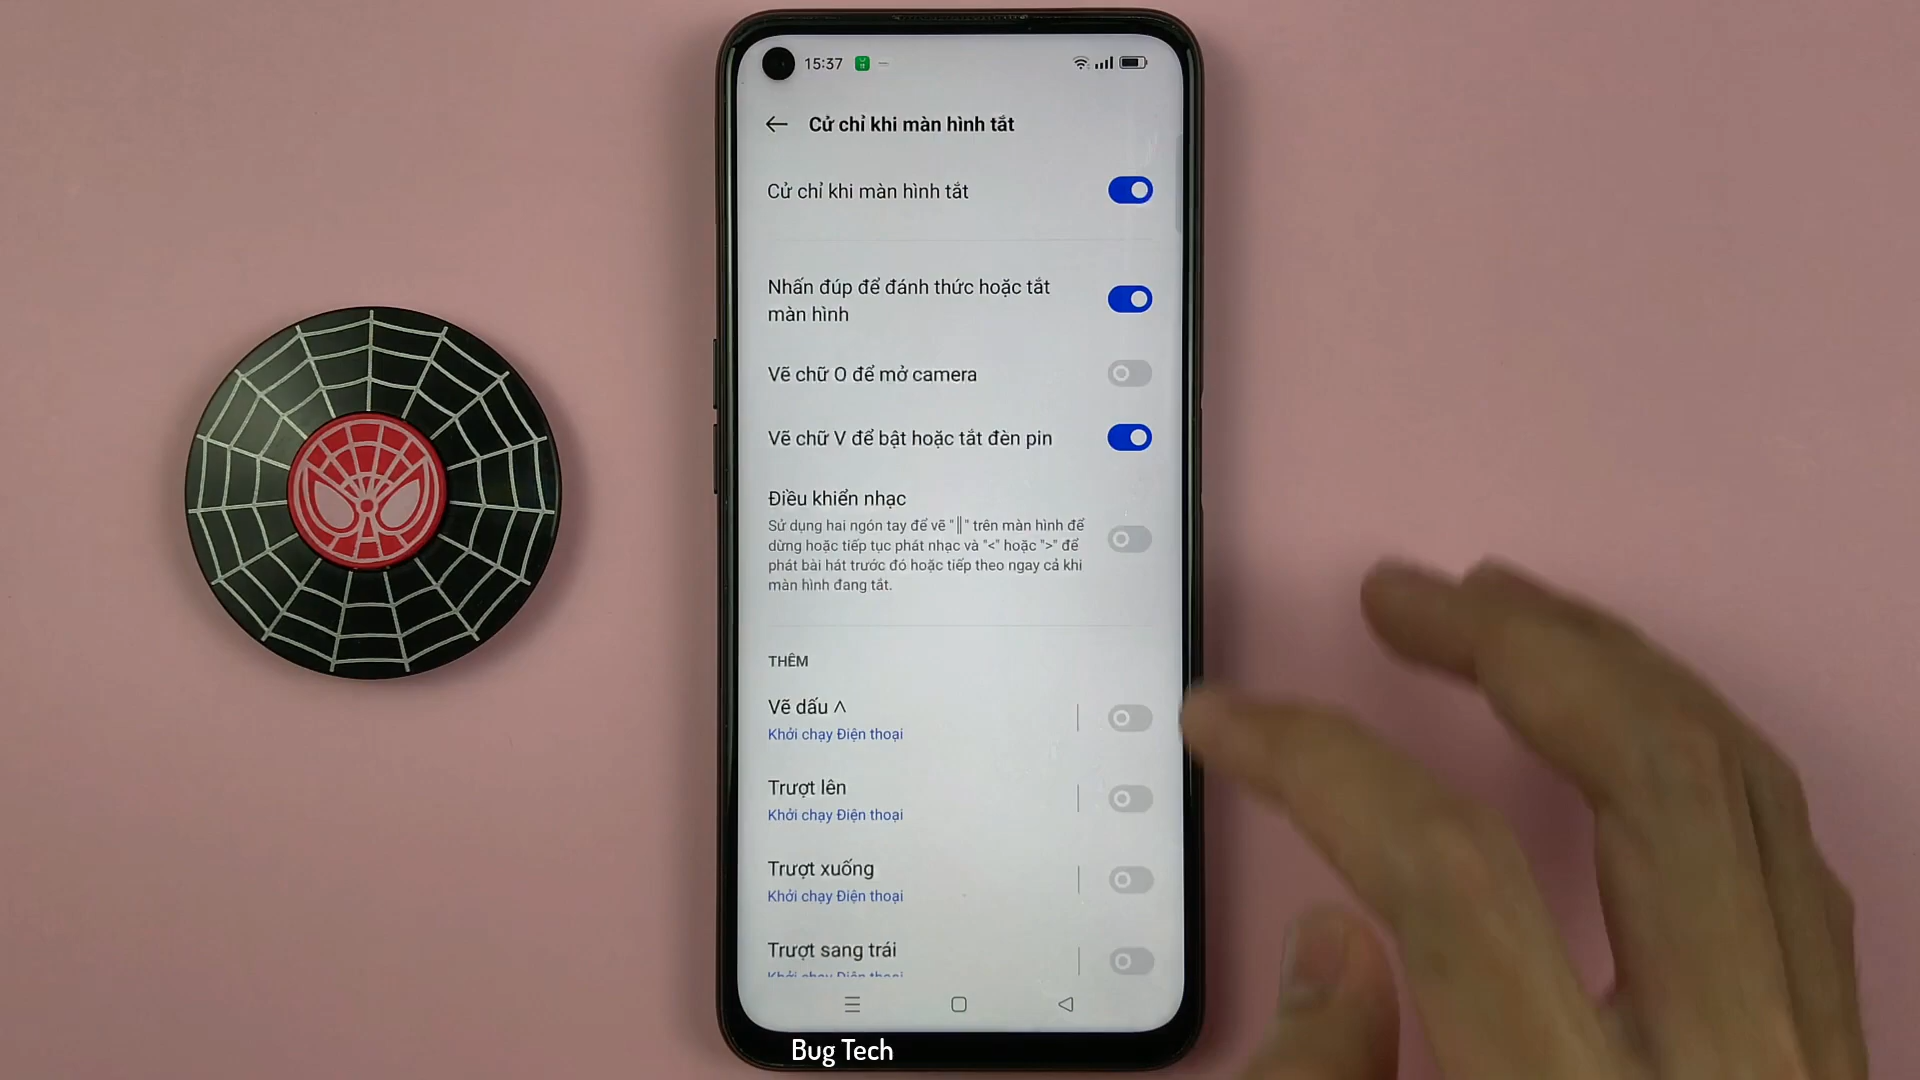 15:37
Cử chỉ khi màn hình tắt
Cử chỉ khi màn hình tắt
Nhấn đúp để đánh thức hoặc tắt
màn hình
Vẽ chữ O để mở camera
Vẽ chữ V để bật hoặc tắt đèn pin
Điều khiển nhạc
Sử dụng hai ngón tay để vẽ "║" trên màn hình để
dừng hoặc tiếp tục phát nhạc và "<" hoặc ">" để
phát bài hát trước đó hoặc tiếp theo ngay cả khi
màn hình đang tắt.
THÊM
Vẽ dấu ˄
Khởi chạy Điện thoại
Trượt lên
Khởi chạy Điện thoại
Trượt xuống
Khởi chạy Điện thoại
Trượt sang trái
Khởi chạy Điện thoại
Bug Tech